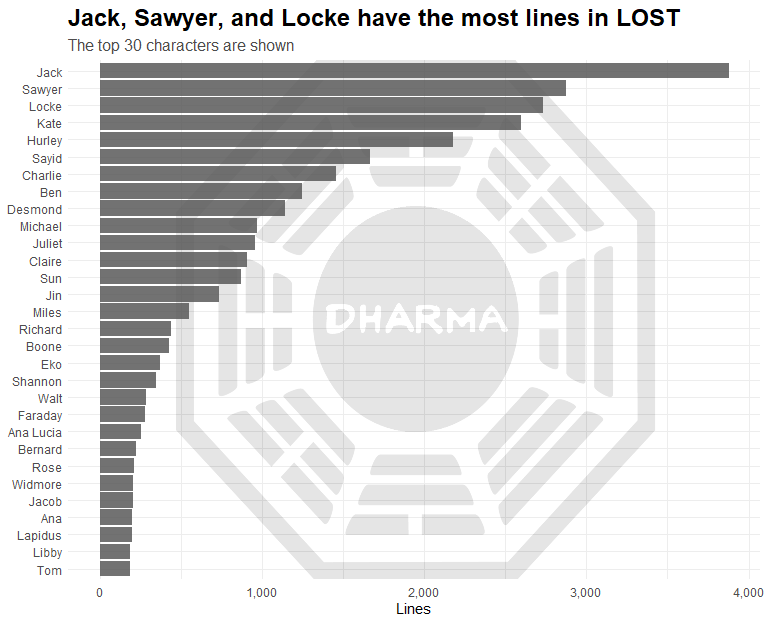 Jack, Sawyer, and Locke have the most lines in LOST
The top 30 characters are shown
Jack
Sawyer
Locke
Kate
Hurley
Sayid
Charlie
Ben
Desmond
Michael
Juliet
Claire
Sun
Jin
Miles
Richard
Boone
Eko
Shannon
Walt
Faraday
Ana Lucia
Bernard
Rose
Widmore
Jacob
Ana
Lapidus
Libby
Tom
DHARMA
0 1,000 2,000 3,000 4,000
Lines